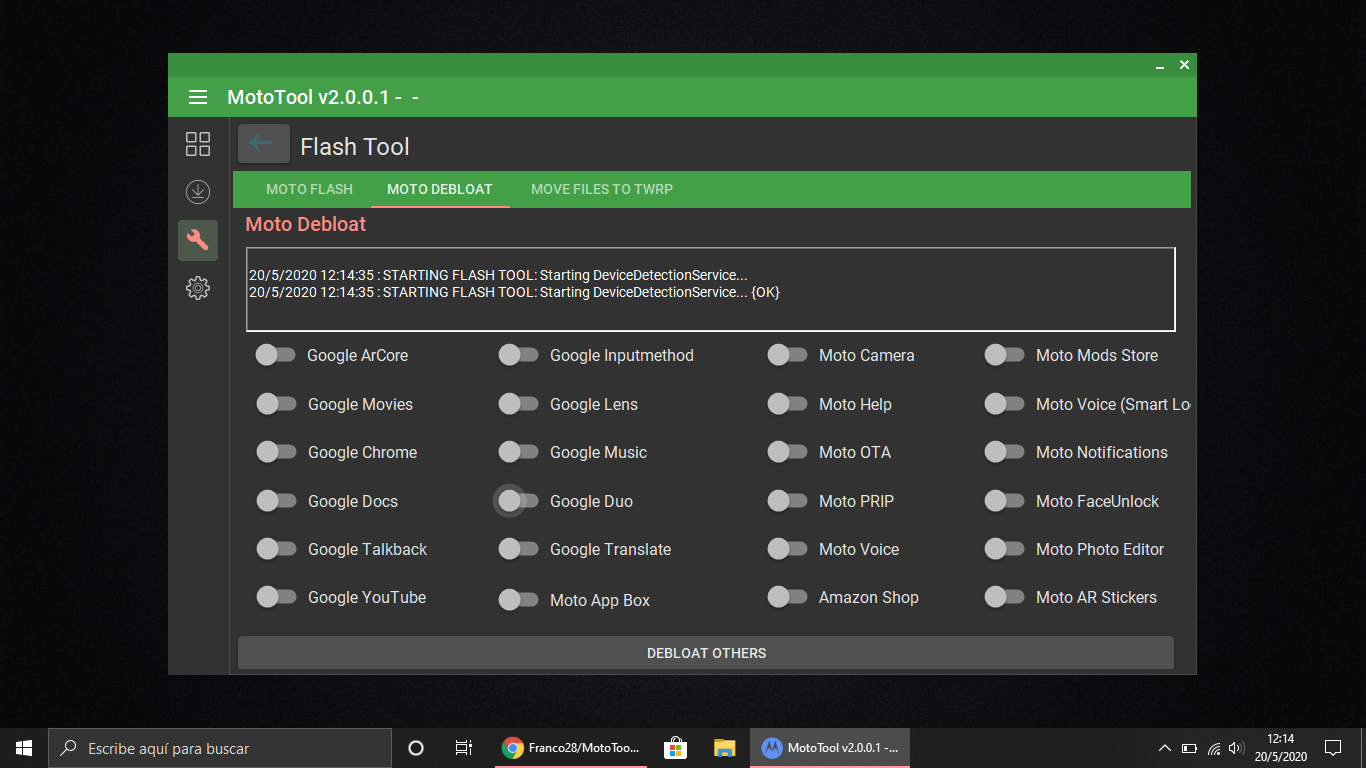 MotoTool v2.0.0.1 - -
Flash Tool
MOTO FLASH MOTO DEBLOAT MOVE FILES TO TWRP
Moto Debloat
20/5/2020 12:14:35 : STARTING FLASH TOOL: Starting DeviceDetectionService...
20/5/2020 12:14:35 : STARTING FLASH TOOL: Starting DeviceDetectionService... {OK}
Google ArCore Google Inputmethod Moto Camera Moto Mods Store
Google Movies Google Lens Moto Help Moto Voice (Smart Lo
Google Chrome Google Music Moto OTA Moto Notifications
Google Docs Google Duo Moto PRIP Moto FaceUnlock
Google Talkback Google Translate Moto Voice Moto Photo Editor
Google YouTube Moto App Box Amazon Shop Moto AR Stickers
DEBLOAT OTHERS
Escribe aquí para buscar Franco28/MotoToo... MotoTool v2.0.0.1 -... 12:14
20/5/2020